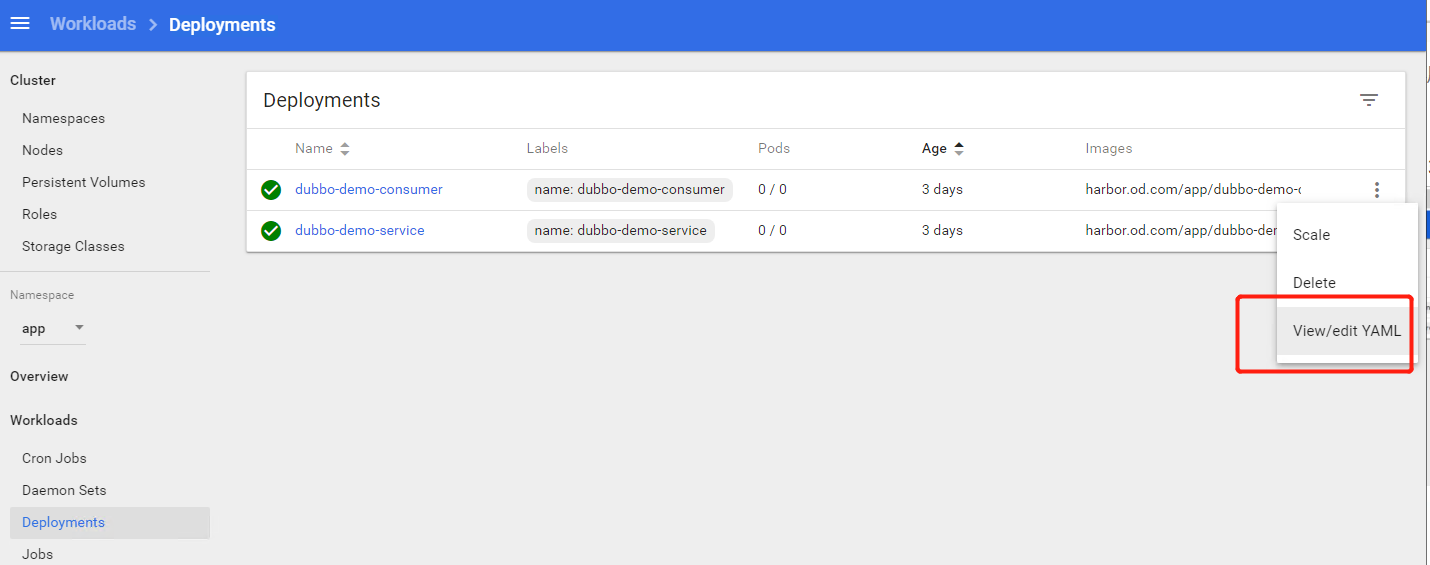 Workloads > Deployments
Cluster
Namespaces
Nodes
Persistent Volumes
Roles
Storage Classes
Namespace
app
Overview
Workloads
Cron Jobs
Daemon Sets
Deployments
Jobs
Deployments
Name Labels Pods Age Images
dubbo-demo-consumer name: dubbo-demo-consumer 0 / 0 3 days harbor.od.com/app/dubbo-demo-
dubbo-demo-service name: dubbo-demo-service 0 / 0 3 days harbor.od.com/app/dubbo-de
Scale
Delete
View/edit YAML